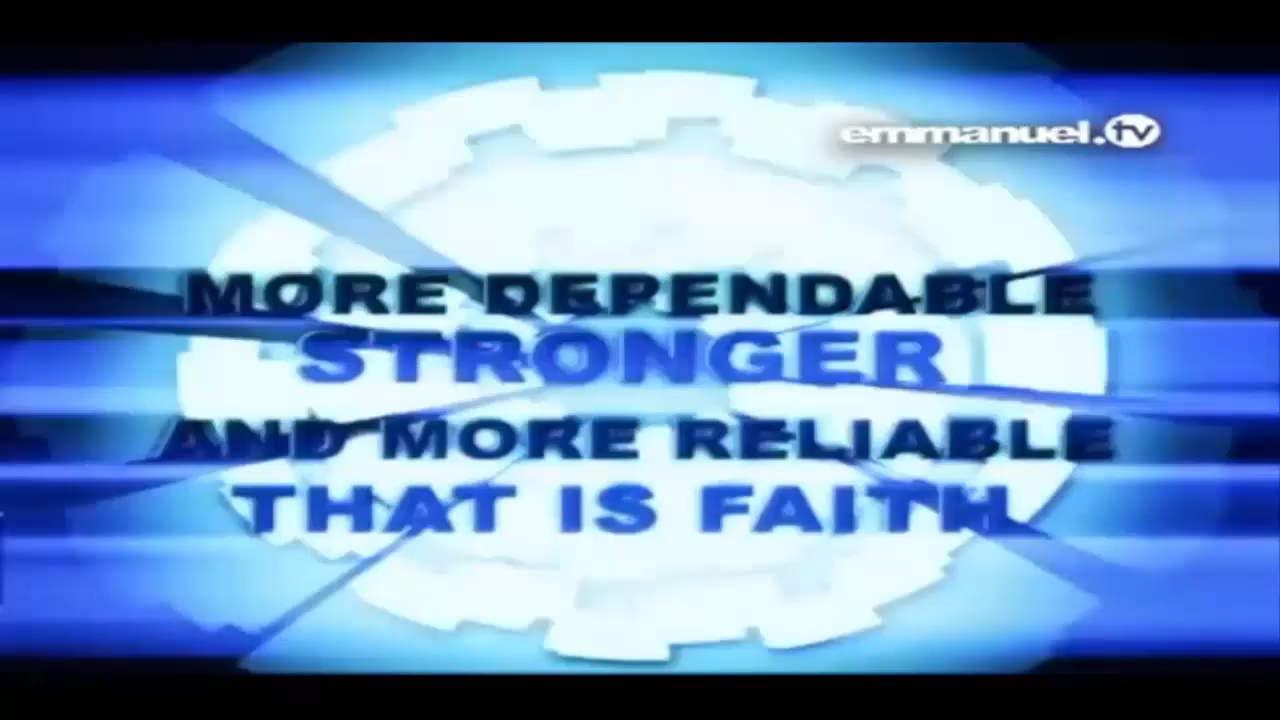 emmanuel.tv
MORE DEPENDABLE
STRONGER
AND MORE RELIABLE
THAT IS FAITH